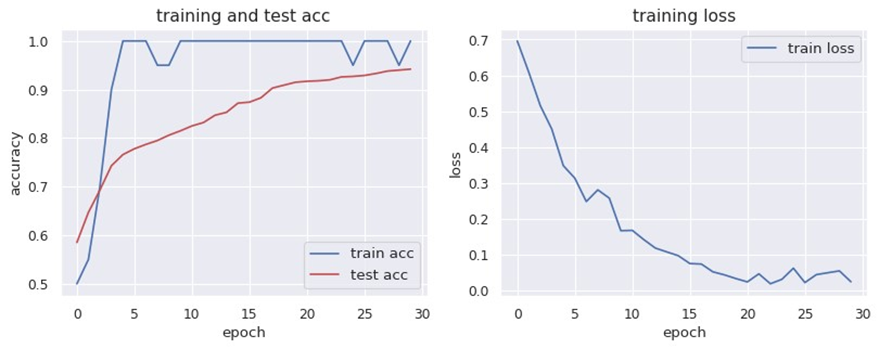 training and test acc
accuracy
1.0
0.9
0.8
0.7
0.6
0.5
0 5 10 15 20 25 30
epoch
train acc
test acc
training loss
loss
0.7
0.6
0.5
0.4
0.3
0.2
0.1
0.0
0 5 10 15 20 25 30
epoch
train loss